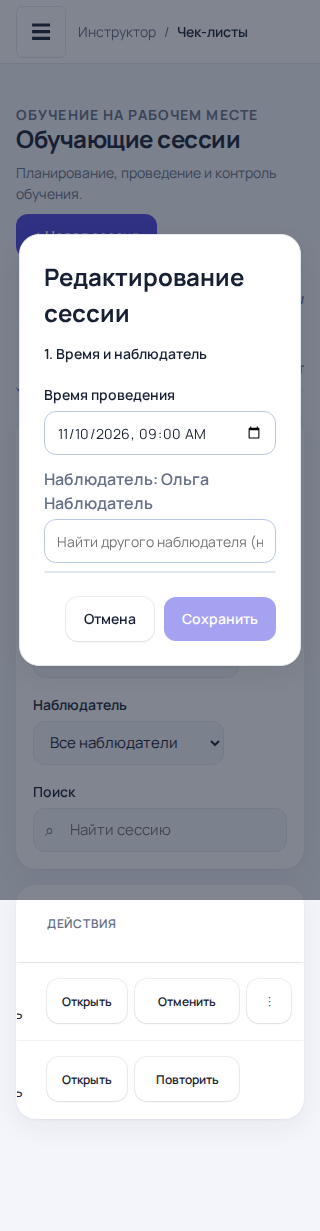 ☰ Инструктор / Чек-листы
ОБУЧЕНИЕ НА РАБОЧЕМ МЕСТЕ
Обучающие сессии
Планирование, проведение и контроль
обучения.
Редактирование
сессии
1. Время и наблюдатель
Время проведения
11/10/2026, 09:00 AM
Наблюдатель: Ольга
Наблюдатель
Найти другого наблюдателя (н
Отмена
Сохранить
Наблюдатель
Все наблюдатели
Поиск
Найти сессию
ДЕЙСТВИЯ
ь
Открыть
Отменить
⋮
ь
Открыть
Повторить